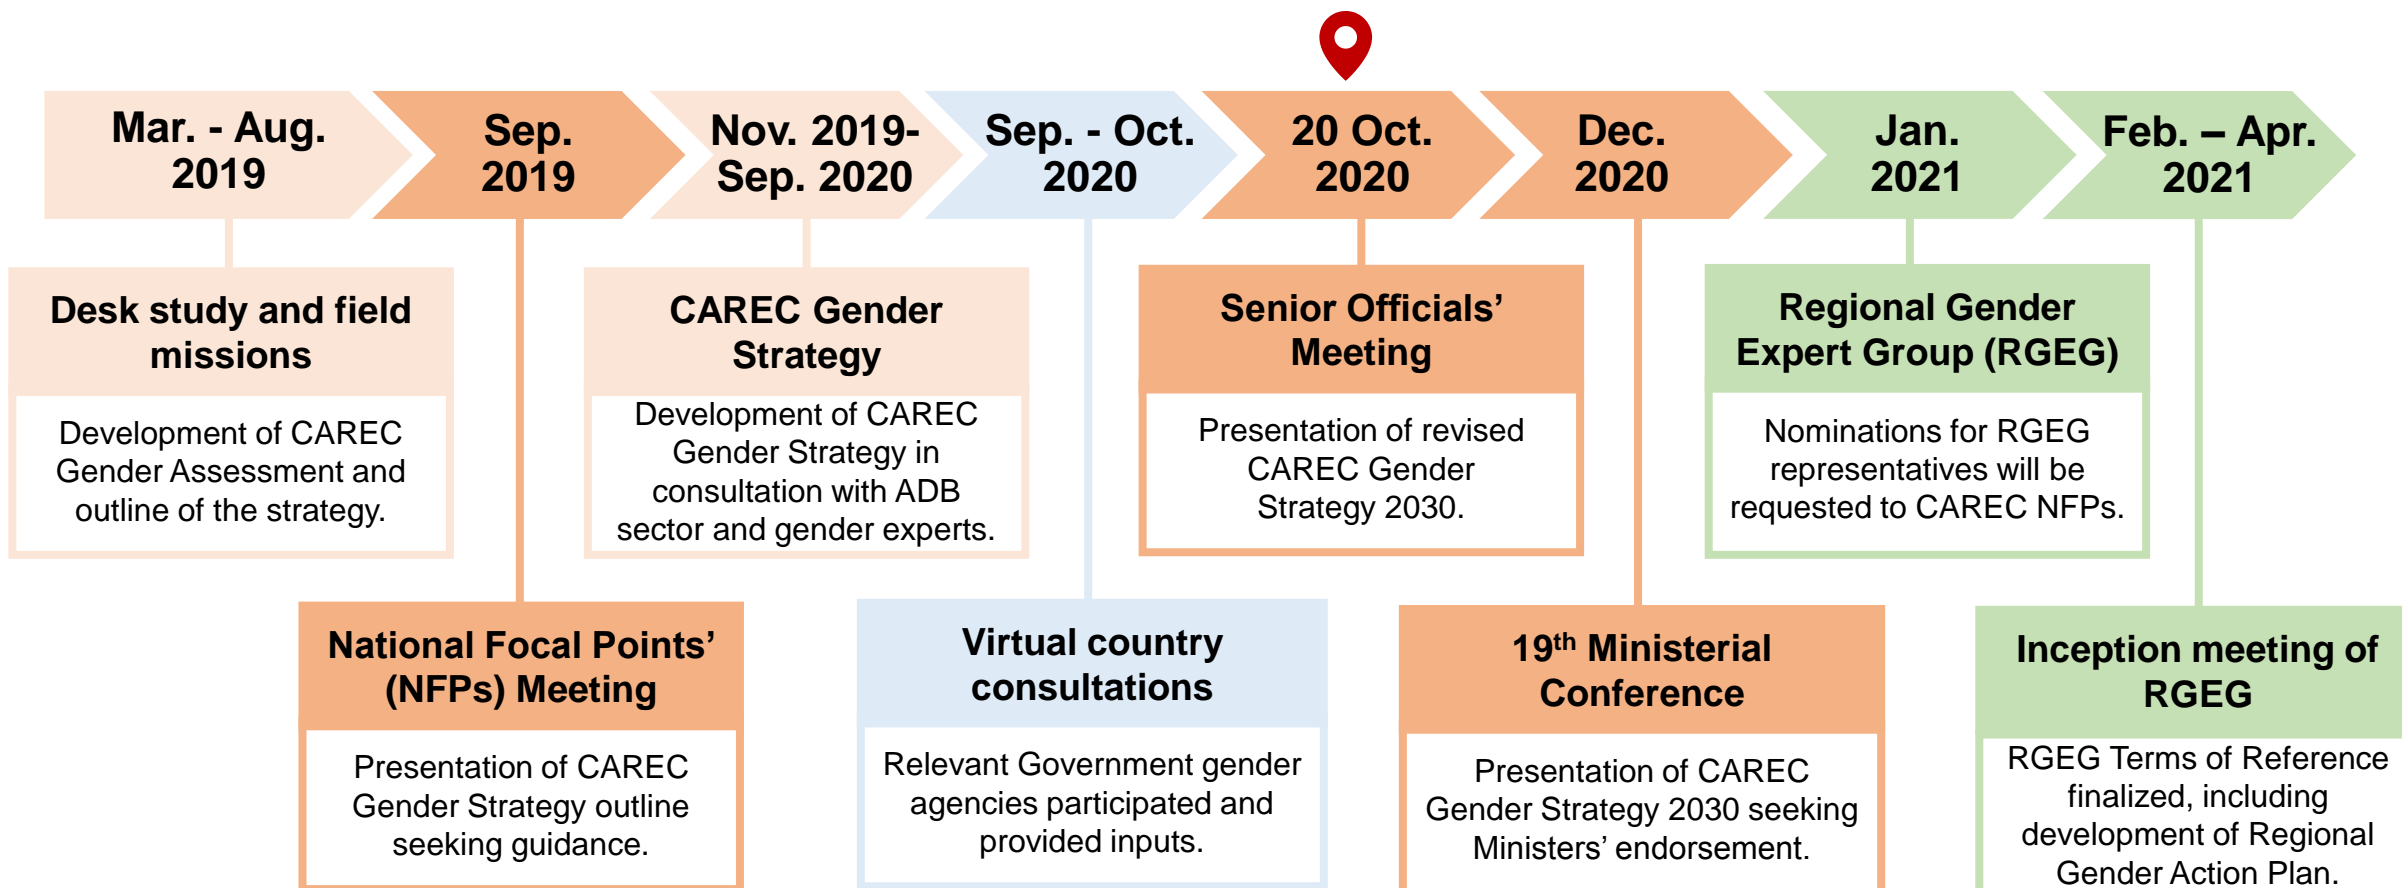 Mar. - Aug.
2019
Sep.
2019
Nov. 2019-
Sep. 2020
Sep. - Oct.
2020
20 Oct.
2020
Dec.
2020
Jan.
2021
Feb. – Apr.
2021
Desk study and field
missions
Development of CAREC
Gender Assessment and
outline of the strategy.
National Focal Points’
(NFPs) Meeting
Presentation of CAREC
Gender Strategy outline
seeking guidance.
CAREC Gender
Strategy
Development of CAREC
Gender Strategy in
consultation with ADB
sector and gender experts.
Virtual country
consultations
Relevant Government gender
agencies participated and
provided inputs.
Senior Officials’
Meeting
Presentation of revised
CAREC Gender
Strategy 2030.
19th Ministerial
Conference
Presentation of CAREC
Gender Strategy 2030 seeking
Ministers’ endorsement.
Regional Gender
Expert Group (RGEG)
Nominations for RGEG
representatives will be
requested to CAREC NFPs.
Inception meeting of
RGEG
RGEG Terms of Reference
finalized, including
development of Regional
Gender Action Plan.